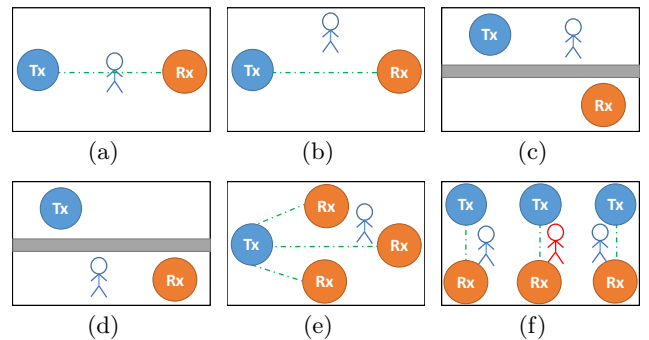 Tx Rx
Tx Rx
Tx
Rx
(a) (b) (c)
Tx
Rx
Rx
Tx Rx
Rx
Tx Tx Tx
Rx Rx Rx
(d) (e) (f)